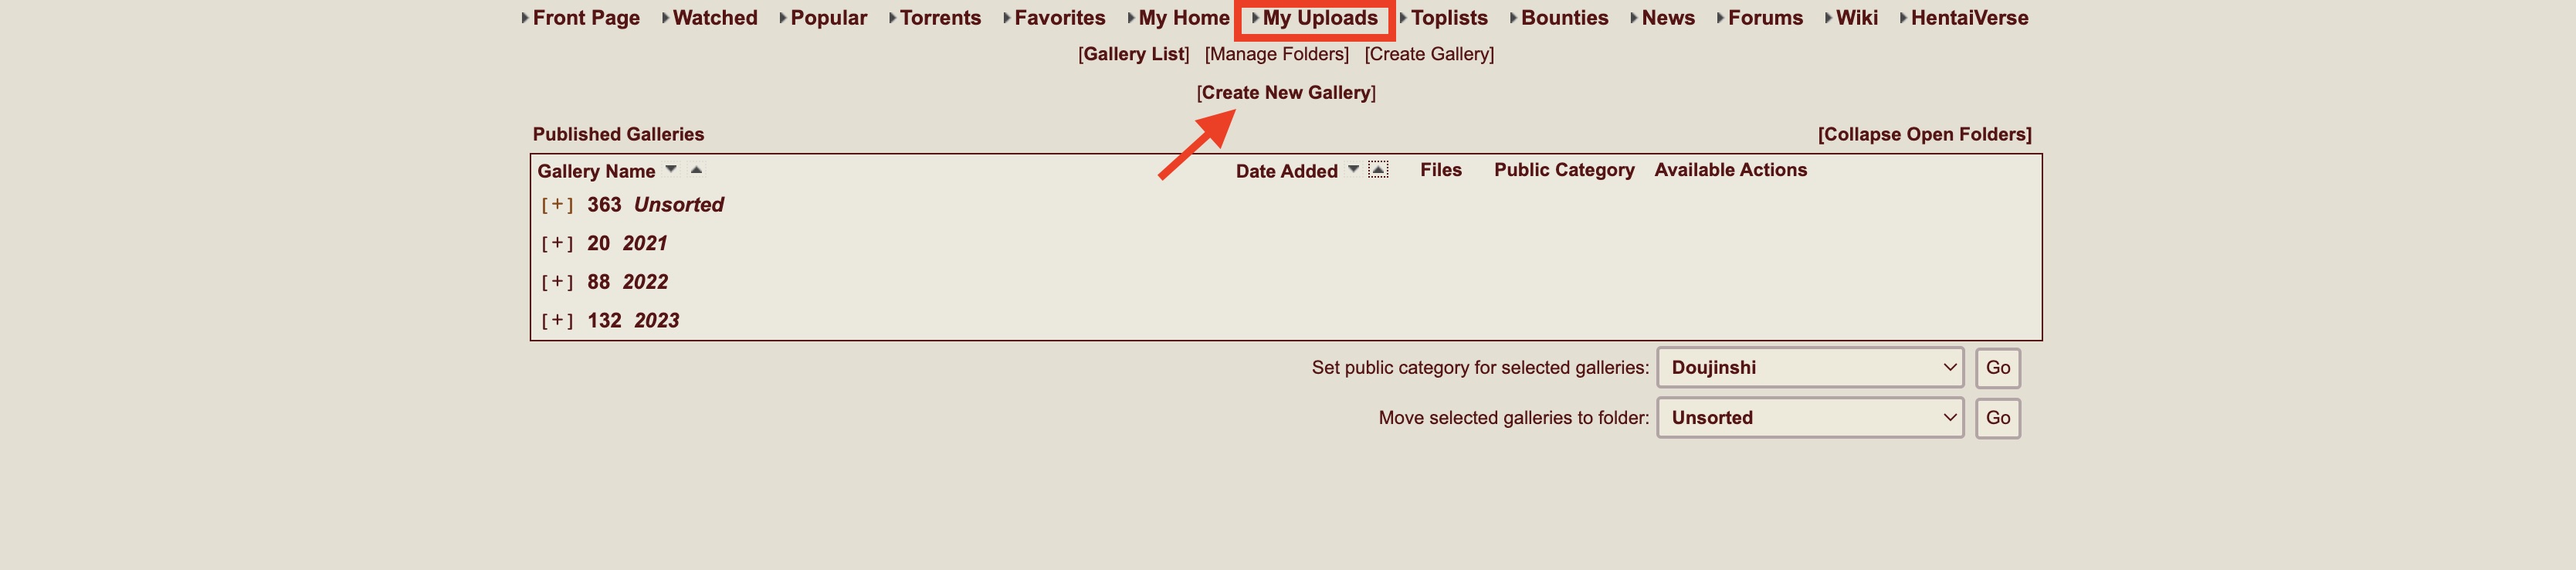 Front Page Watched Popular Torrents Favorites My Home My Uploads Toplists Bounties News Forums Wiki HentaiVerse
[Gallery List] [Manage Folders] [Create Gallery]
[Create New Gallery]
Published Galleries [Collapse Open Folders]
Gallery Name Date Added Files Public Category Available Actions
[+] 363 Unsorted
[+] 20 2021
[+] 88 2022
[+] 132 2023
Set public category for selected galleries: Doujinshi Go
Move selected galleries to folder: Unsorted Go